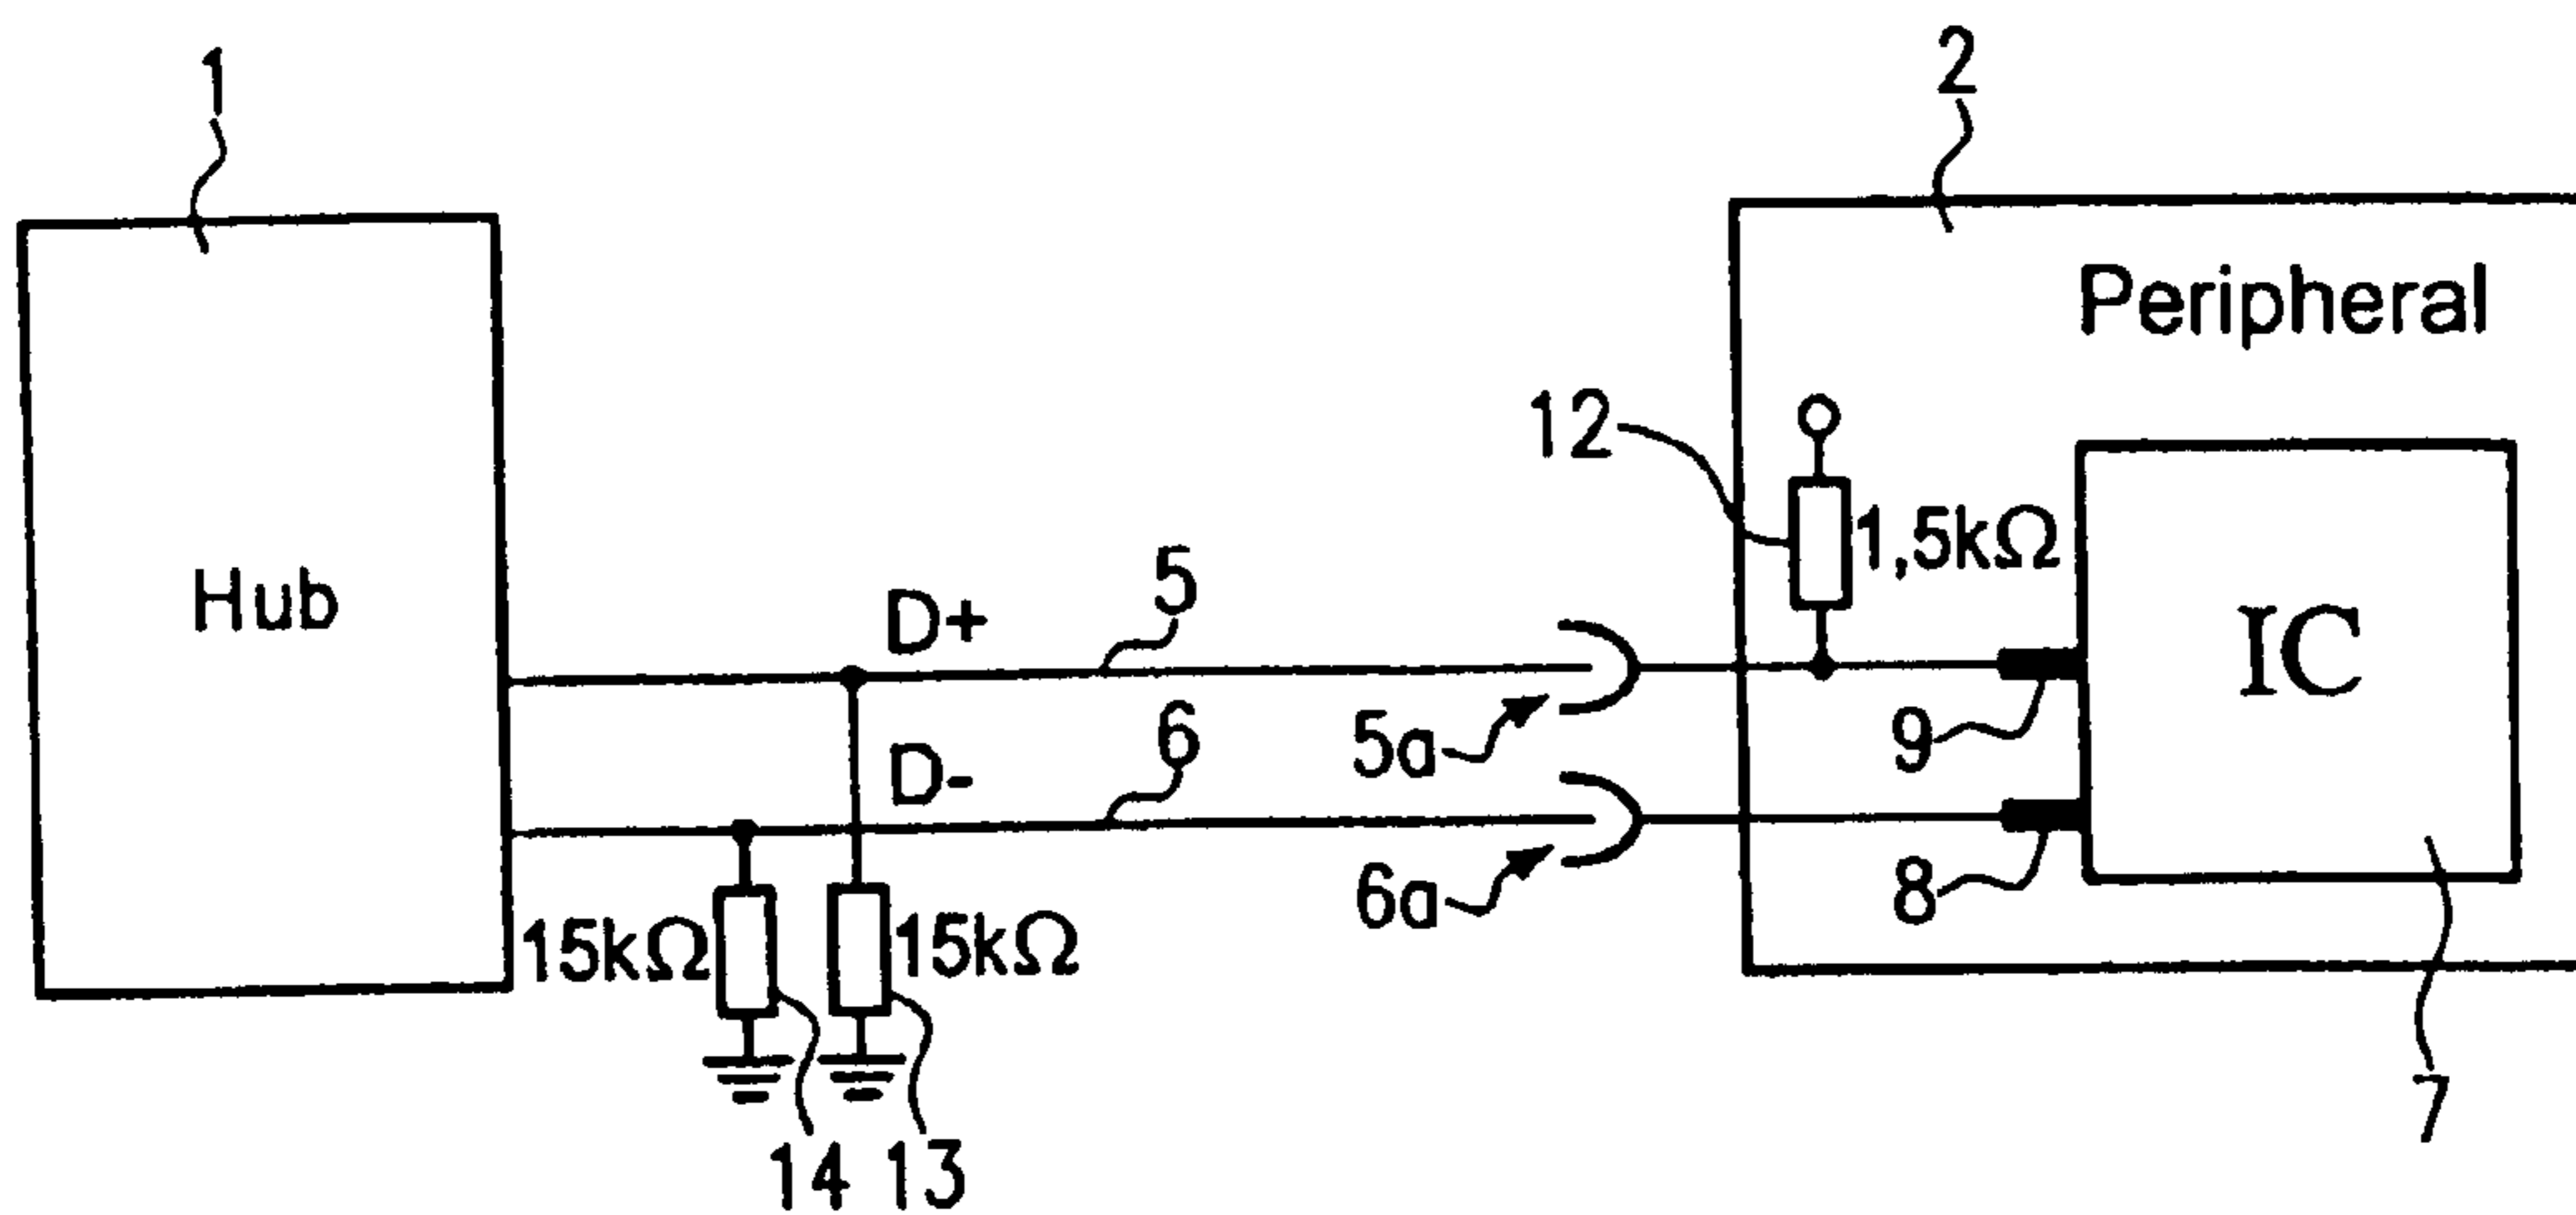 1
2
Peripheral
12
1,5kΩ
Hub
D+
5
IC
5a
9
D-
6
6a
8
15kΩ
15kΩ
7
14
13